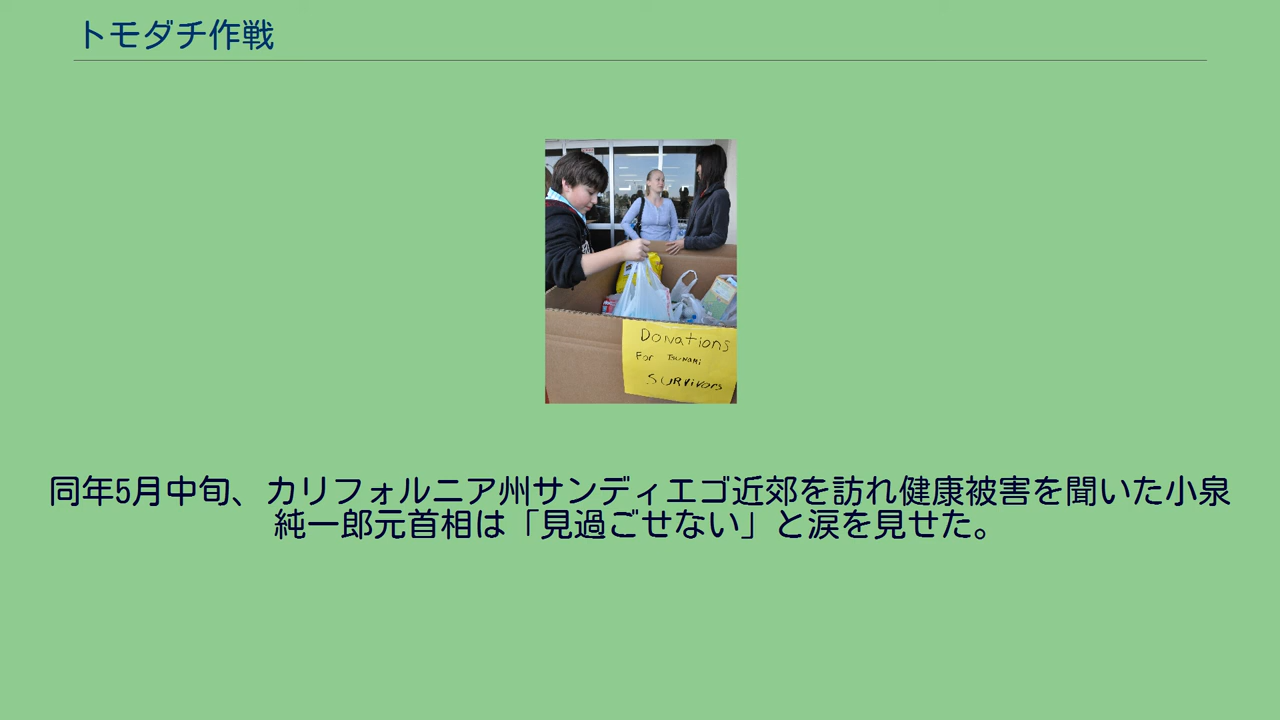 トモダチ作戦
Donations
For Tsunami
Survivors
同年5月中旬、カリフォルニア州サンディエゴ近郊を訪れ健康被害を聞いた小泉
純一郎元首相は「見過ごせない」と涙を見せた。